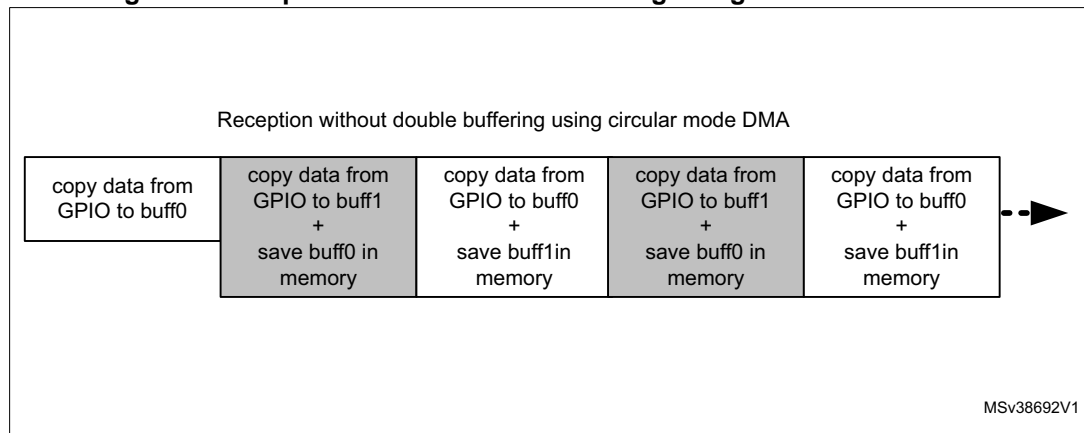 Reception without double buffering using circular mode DMA
copy data from
GPIO to buff0
copy data from
GPIO to buff1
+
save buff0 in
memory
copy data from
GPIO to buff0
+
save buff1in
memory
copy data from
GPIO to buff1
+
save buff0 in
memory
copy data from
GPIO to buff0
+
save buff1in
memory
MSv38692V1